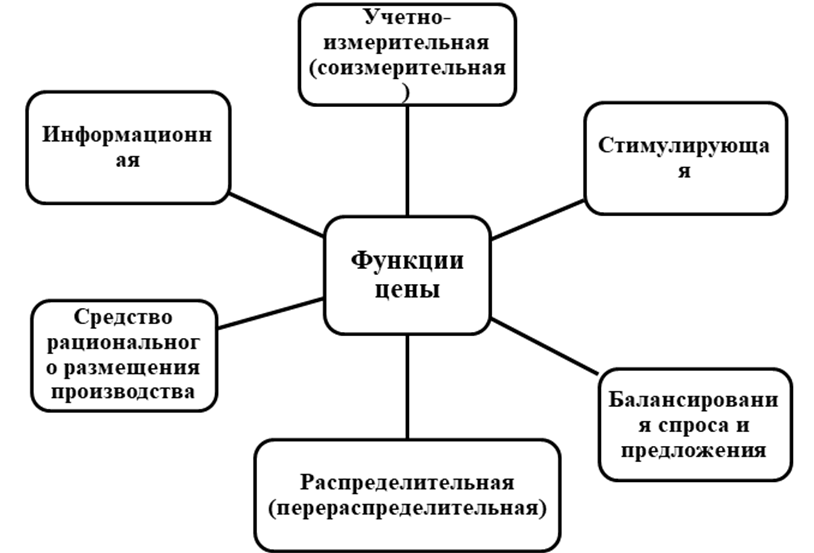 Учетно-
измерительная
(соизмерительная
)
Информационн
ая
Стимулирующа
я
Функции
цены
Средство
рациональног
о размещения
производства
Балансировани
я спроса и
предложения
Распределительная
(перераспределительная)